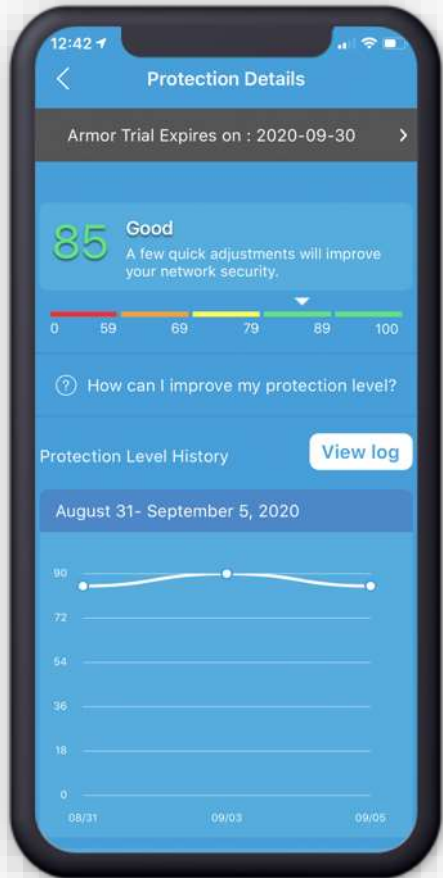 12:42
Protection Details
Armor Trial Expires on : 2020-09-30
85
Good
A few quick adjustments will improve
your network security.
0 59 69 79 89 100
? How can I improve my protection level?
Protection Level History
View log
August 31- September 5, 2020
90
72
54
36
18
0
08/31 09/03 09/05